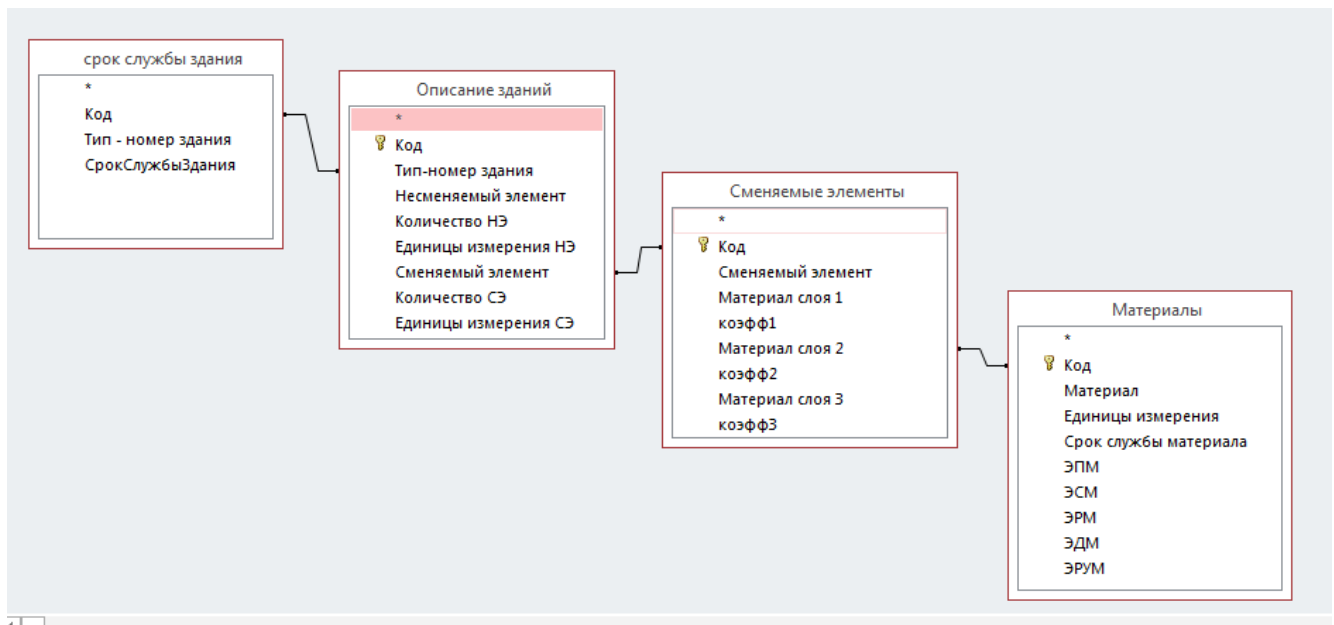 срок службы здания
*
Код
Тип - номер здания
СрокСлужбыЗдания
Описание зданий
*
Код
Тип-номер здания
Несменяемый элемент
Количество НЭ
Единицы измерения НЭ
Сменяемый элемент
Количество СЭ
Единицы измерения СЭ
Сменяемые элементы
*
Код
Сменяемый элемент
Материал слоя 1
коэфф1
Материал слоя 2
коэфф2
Материал слоя 3
коэфф3
Материалы
*
Код
Материал
Единицы измерения
Срок службы материала
ЭПМ
ЭСМ
ЭРМ
ЭДМ
ЭРУМ